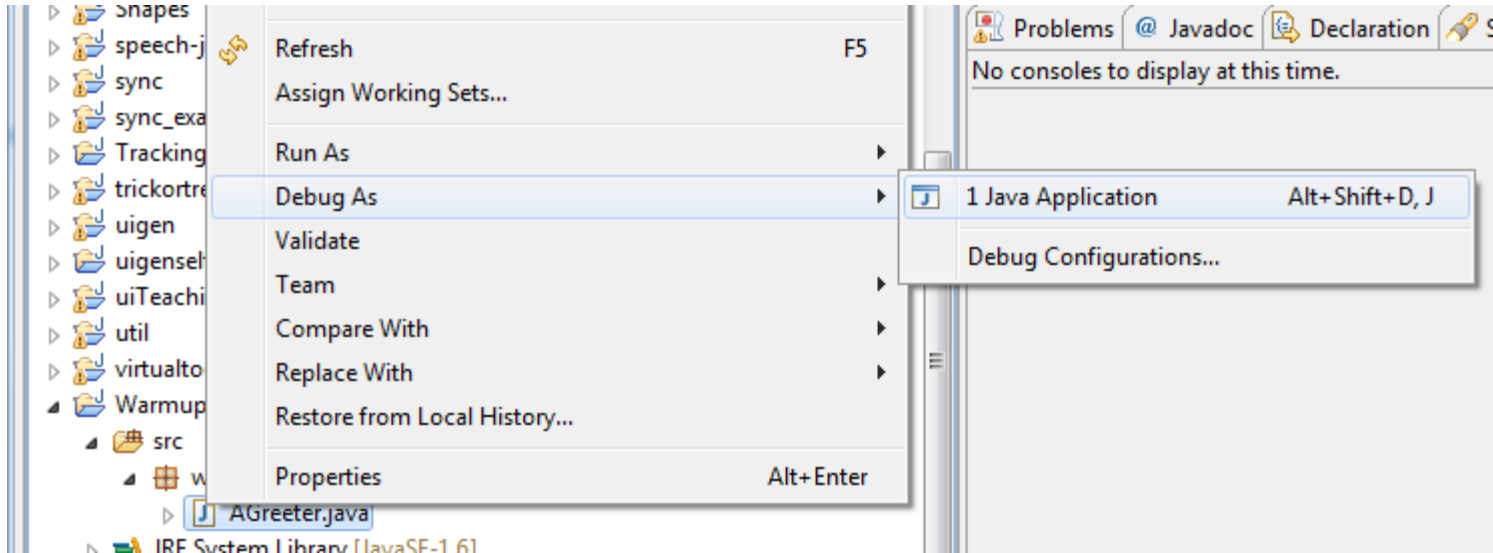 Shapes
speech-j
sync
sync_exa
Tracking
trickortre
uigen
uigensel
uiTeachi
util
virtualto
Warmup
src
w
AGreeter.java
JRE System Library [JavaSE-1.6]
Refresh F5
Assign Working Sets...
Run As
Debug As
Validate
Team
Compare With
Replace With
Restore from Local History...
Properties Alt+Enter
1 Java Application Alt+Shift+D, J
Debug Configurations...
Problems @ Javadoc Declaration S
No consoles to display at this time.